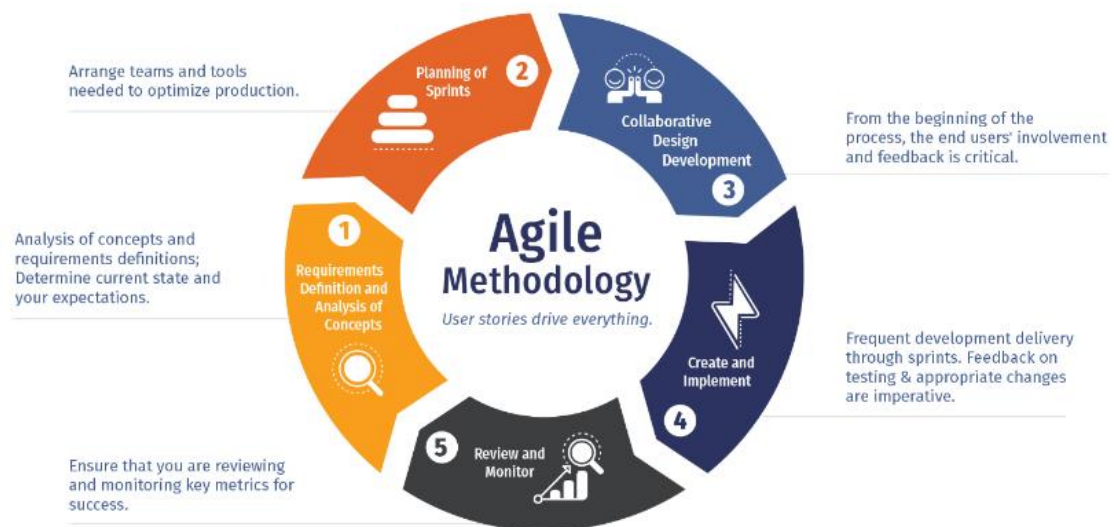 Agile
Methodology
User stories drive everything.
1
Requirements
Definition and
Analysis of
Concepts
Analysis of concepts and
requirements definitions;
Determine current state and
your expectations.
2
Planning of
Sprints
Arrange teams and tools
needed to optimize production.
Collaborative
Design
Development
3
From the beginning of the
process, the end users' involvement
and feedback is critical.
Create and
Implement
4
Frequent development delivery
through sprints. Feedback on
testing & appropriate changes
are imperative.
5
Review and
Monitor
Ensure that you are reviewing
and monitoring key metrics for
success.